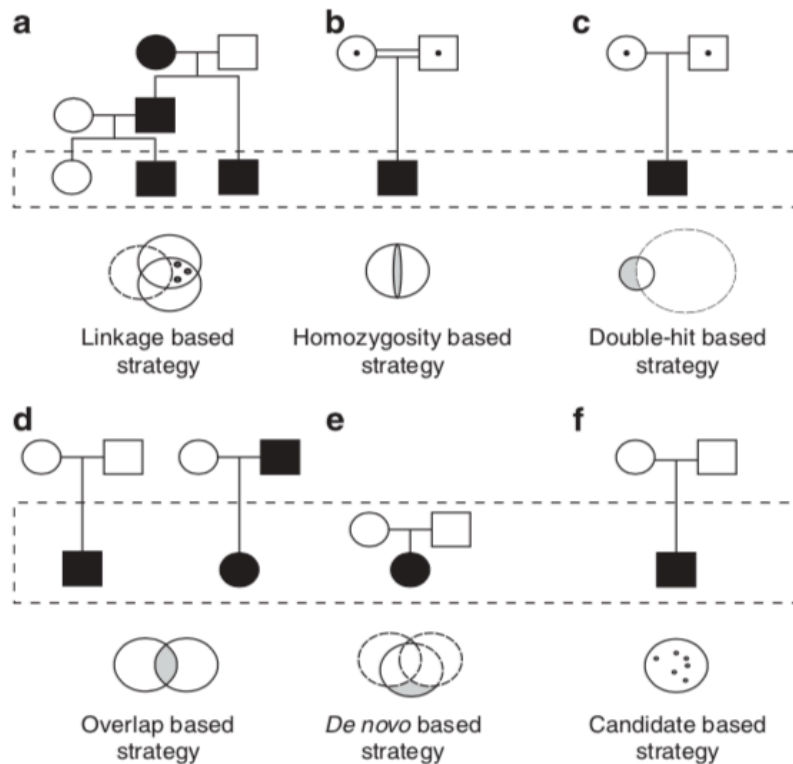 a
b
c
Linkage based
strategy
Homozygosity based
strategy
Double-hit based
strategy
d
e
f
Overlap based
strategy
De novo based
strategy
Candidate based
strategy